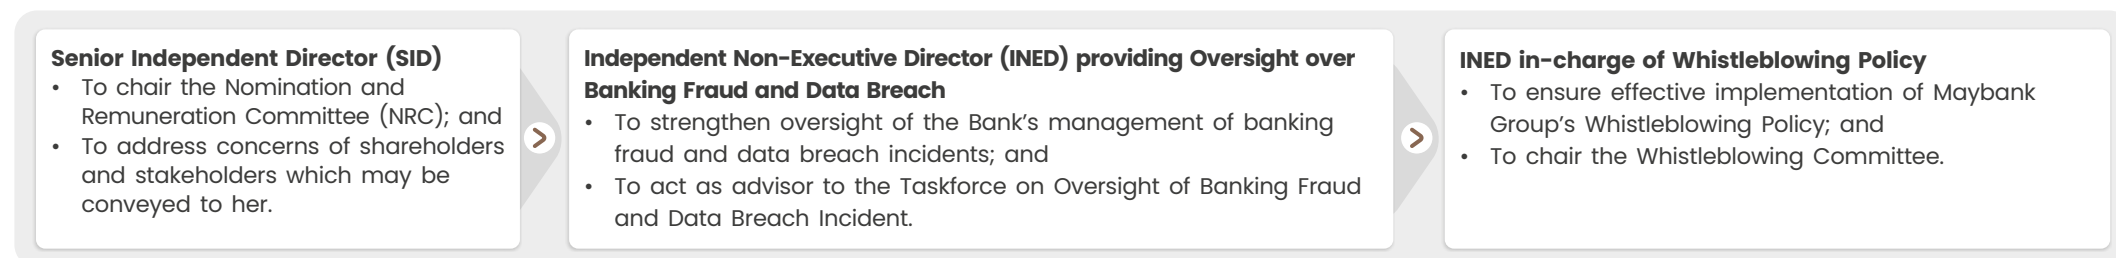 Senior Independent Director (SID)
• To chair the Nomination and
Remuneration Committee (NRC); and
• To address concerns of shareholders
and stakeholders which may be
conveyed to her.
Independent Non-Executive Director (INED) providing Oversight over
Banking Fraud and Data Breach
• To strengthen oversight of the Bank’s management of banking
fraud and data breach incidents; and
• To act as advisor to the Taskforce on Oversight of Banking Fraud
and Data Breach Incident.
INED in-charge of Whistleblowing Policy
• To ensure effective implementation of Maybank
Group’s Whistleblowing Policy; and
• To chair the Whistleblowing Committee.